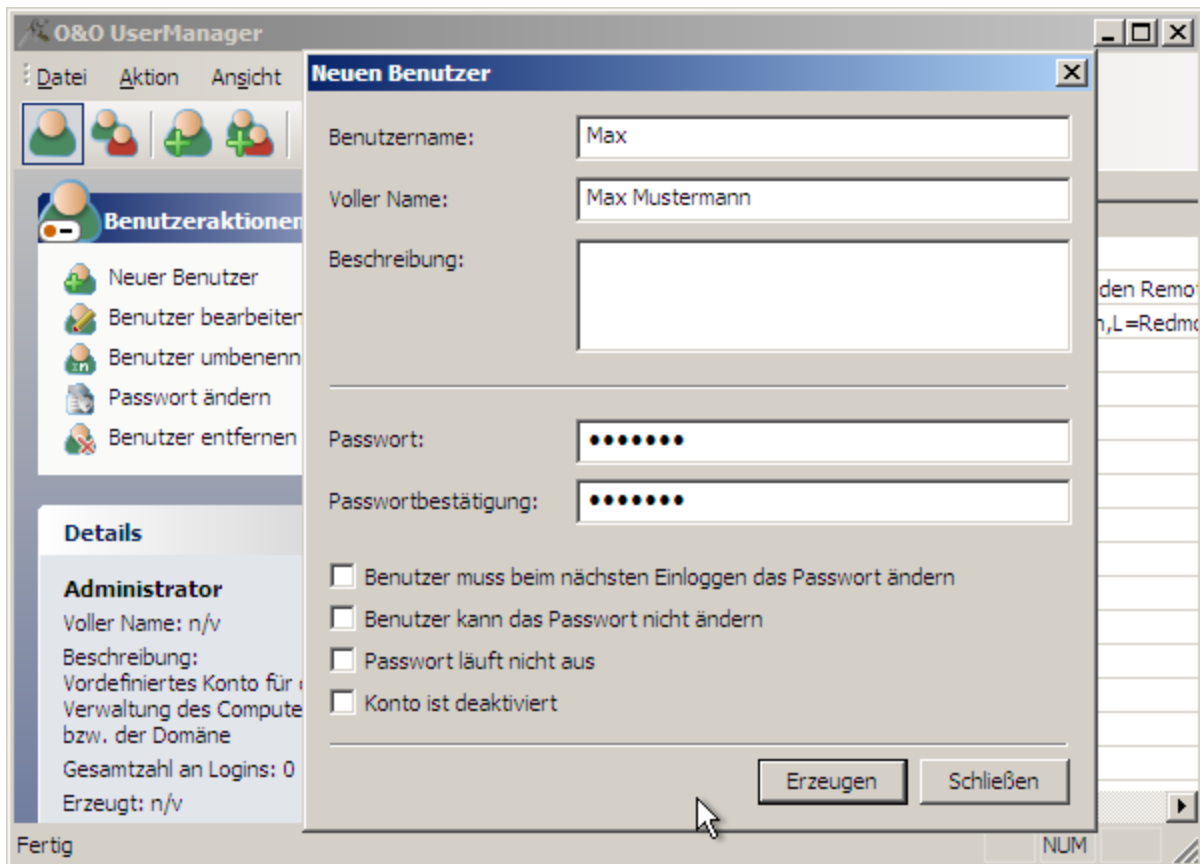 O&O UserManager
Datei Aktion Ansicht
Benutzeraktionen
Neuer Benutzer
Benutzer bearbeiten
Benutzer umbenenn
Passwort ändern
Benutzer entfernen
Details
Administrator
Voller Name: n/v
Beschreibung:
Vordefiniertes Konto für
Verwaltung des Compute
bzw. der Domäne
Gesamtzahl an Logins: 0
Erzeugt: n/v
Neuen Benutzer
Benutzername: Max
Voller Name: Max Mustermann
Beschreibung:
Passwort: •••••••
Passwortbestätigung: •••••••
Benutzer muss beim nächsten Einloggen das Passwort ändern
Benutzer kann das Passwort nicht ändern
Passwort läuft nicht aus
Konto ist deaktiviert
Erzeugen Schließen
den Remo
n,L=Redmo
Fertig NUM